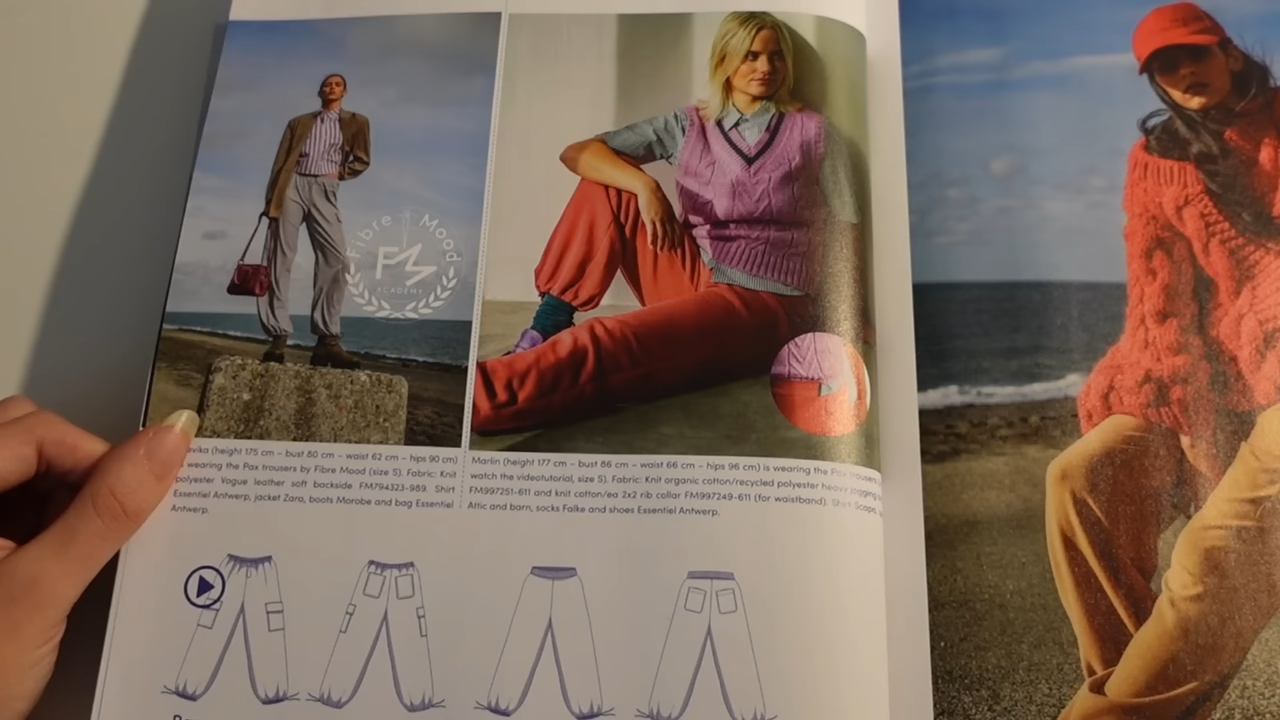 Fibre Mood
FM
ACADEMY
(height 175 cm – bust 80 cm – waist 62 cm – hips 90 cm)
wearing the Pax trousers by Fibre Mood (size S). Fabric: Knit
polyester Vogue leather soft backside FM794323-989. Shirt
Essentiel Antwerp, jacket Zara, boots Morobe and bag Essentiel
Antwerp.
Marlin (height 177 cm – bust 86 cm – waist 66 cm – hips 96 cm) is wearing the Pax trousers
watch the videotutorial, size S). Fabric: Knit organic cotton/recycled polyester heavy jogging
FM997251-611 and knit cotton/ea 2x2 rib collar FM997249-611 (for waistband). Shirt Scapa,
Attic and barn, socks Falke and shoes Essentiel Antwerp.